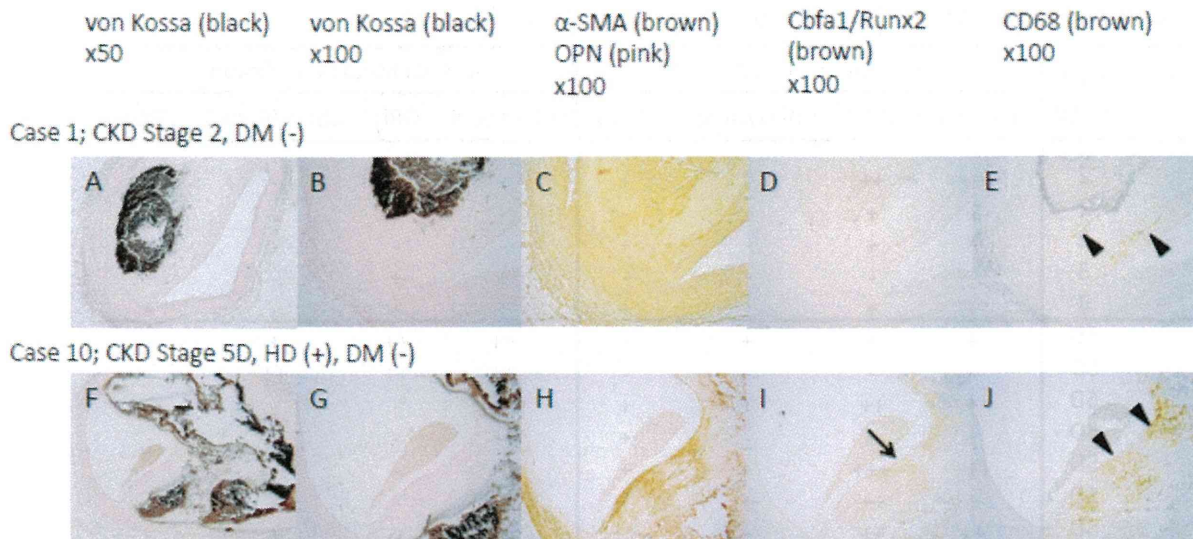 von Kossa (black)
x50
von Kossa (black)
x100
α-SMA (brown)
OPN (pink)
x100
Cbfa1/Runx2
(brown)
x100
CD68 (brown)
x100
Case 1; CKD Stage 2, DM (-)
A B C D E
Case 10; CKD Stage 5D, HD (+), DM (-)
F G H I J